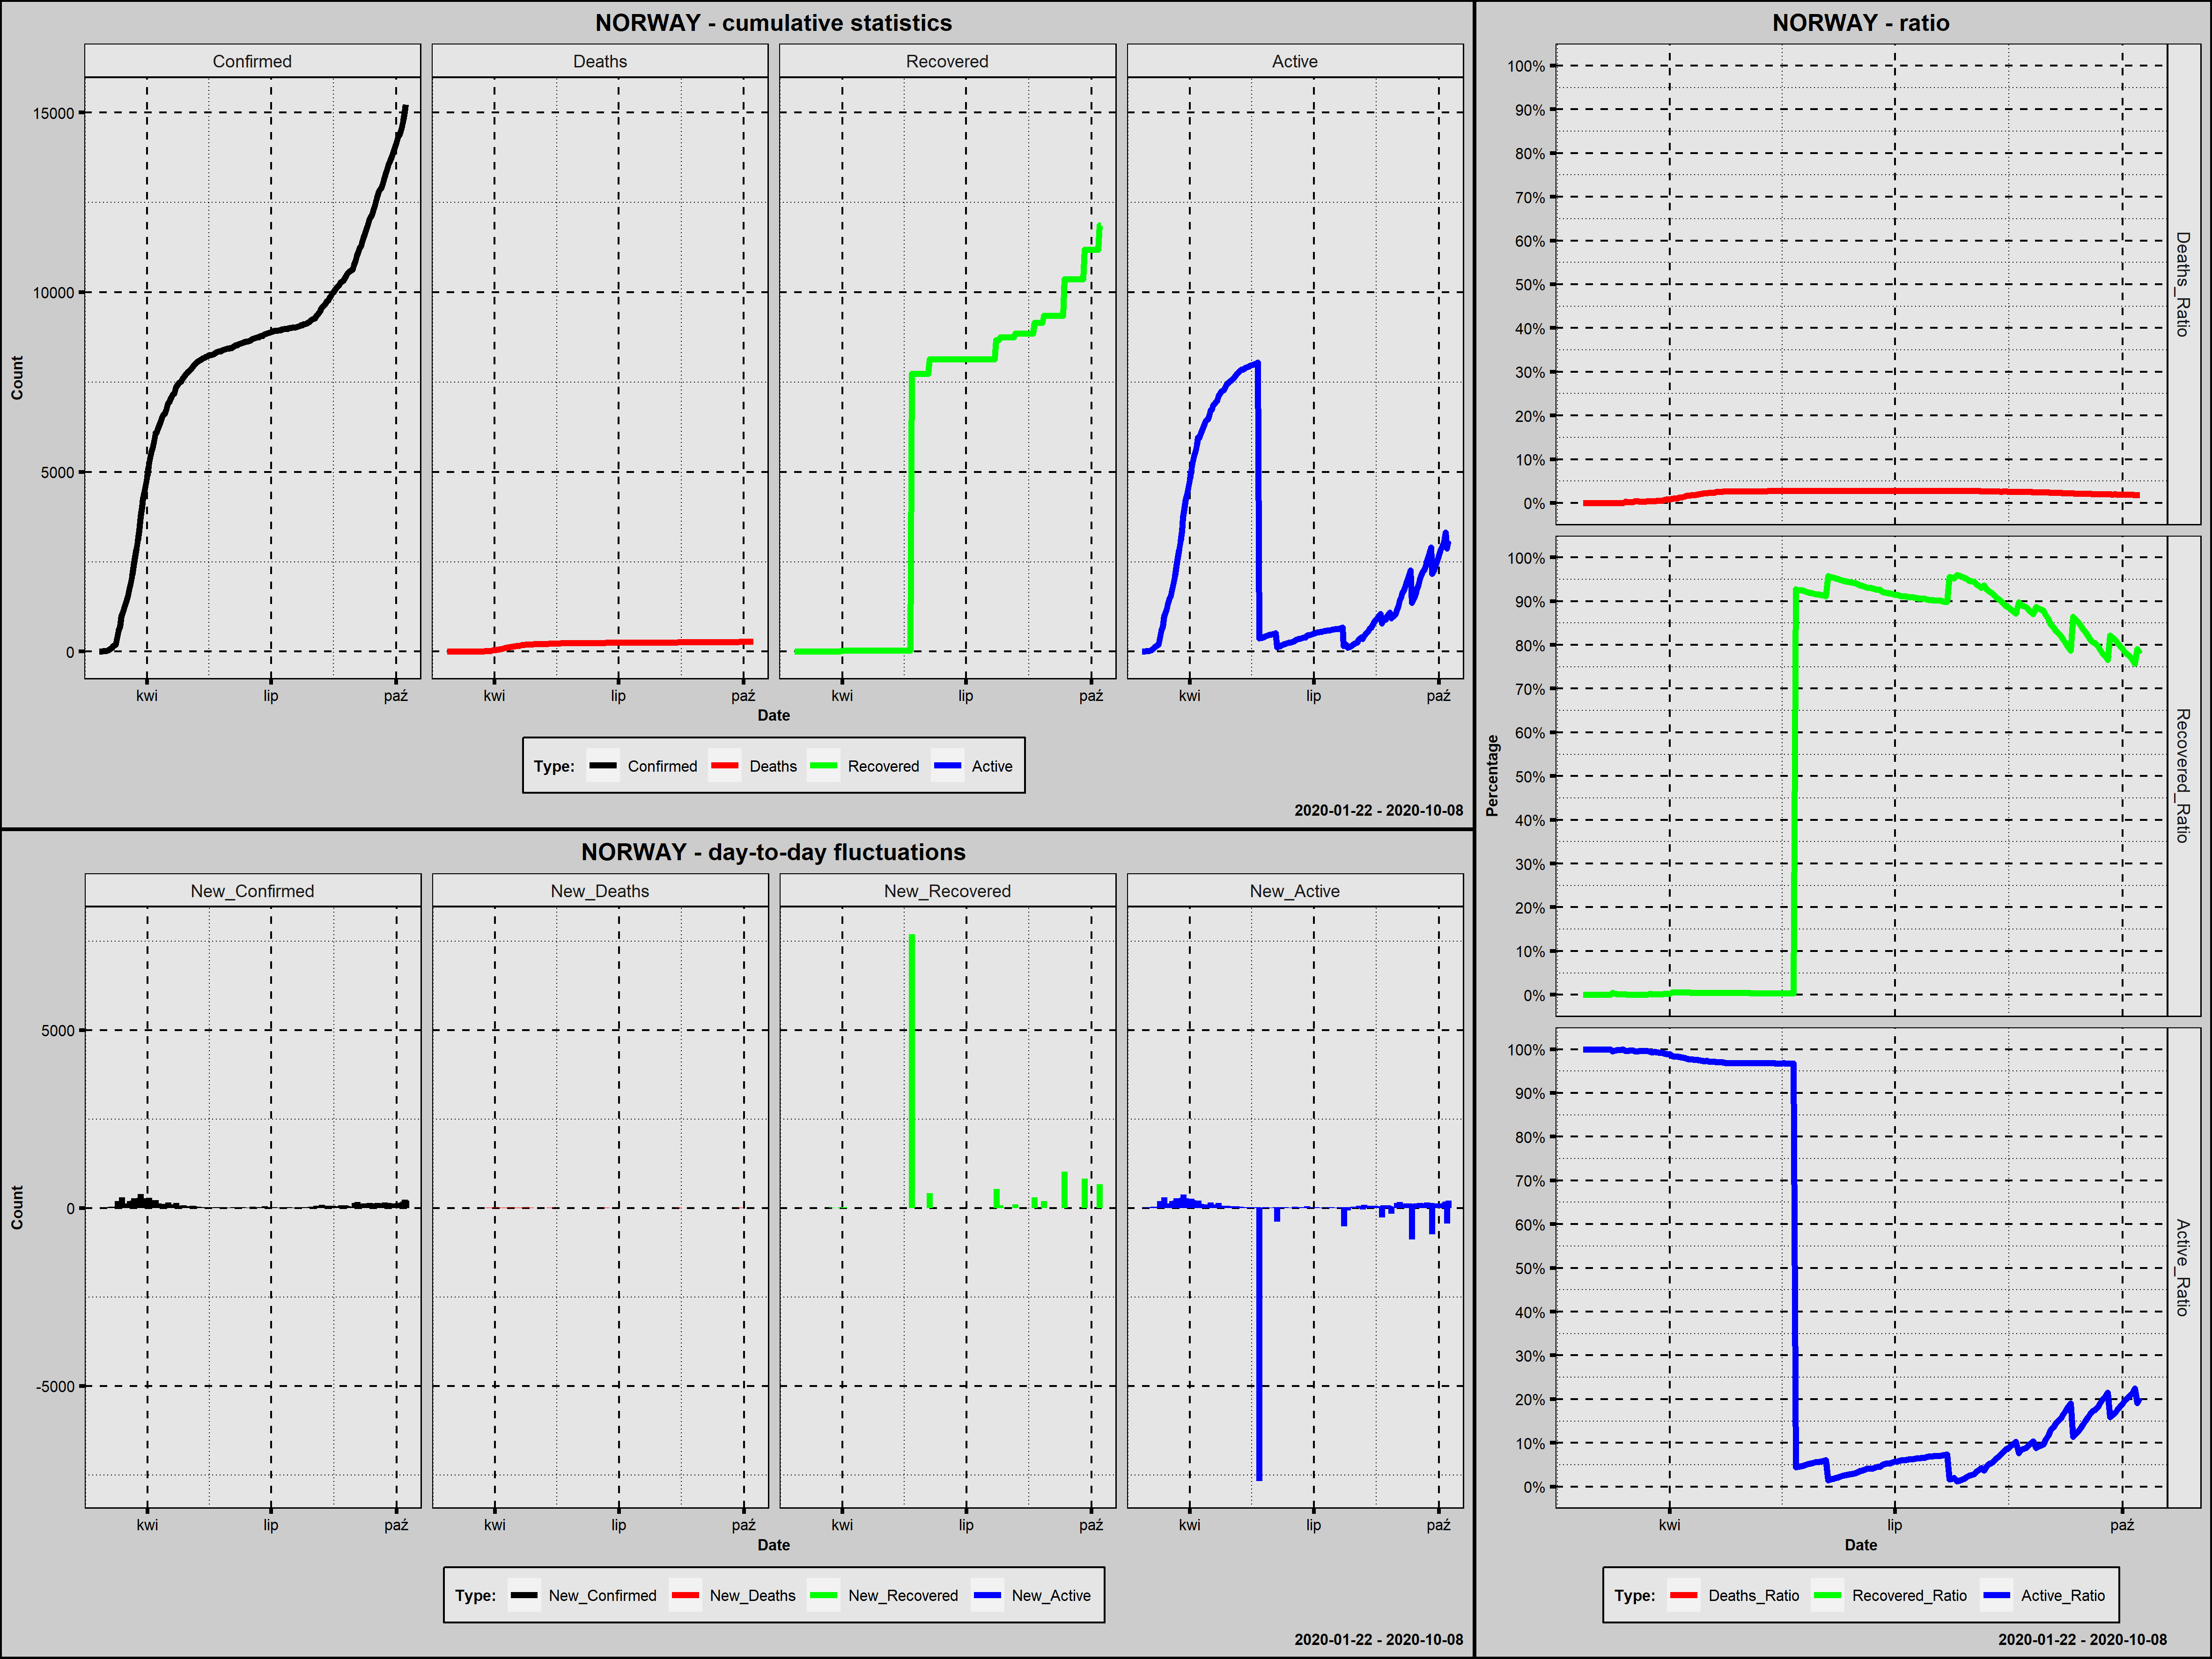 NORWAY - cumulative statistics
Confirmed Deaths Recovered Active
Count
15000
10000
5000
0
kwi lip paź kwi lip paź kwi lip paź kwi lip paź
Date
Type: Confirmed Deaths Recovered Active
2020-01-22 - 2020-10-08
NORWAY - day-to-day fluctuations
New_Confirmed New_Deaths New_Recovered New_Active
Count
5000
0
-5000
kwi lip paź kwi lip paź kwi lip paź kwi lip paź
Date
Type: New_Confirmed New_Deaths New_Recovered New_Active
2020-01-22 - 2020-10-08
NORWAY - ratio
Percentage
100%
90%
80%
70%
60%
50%
40%
30%
20%
10%
0%
Deaths_Ratio
100%
90%
80%
70%
60%
50%
40%
30%
20%
10%
0%
Recovered_Ratio
100%
90%
80%
70%
60%
50%
40%
30%
20%
10%
0%
Active_Ratio
kwi lip paź
Date
Type: Deaths_Ratio Recovered_Ratio Active_Ratio
2020-01-22 - 2020-10-08